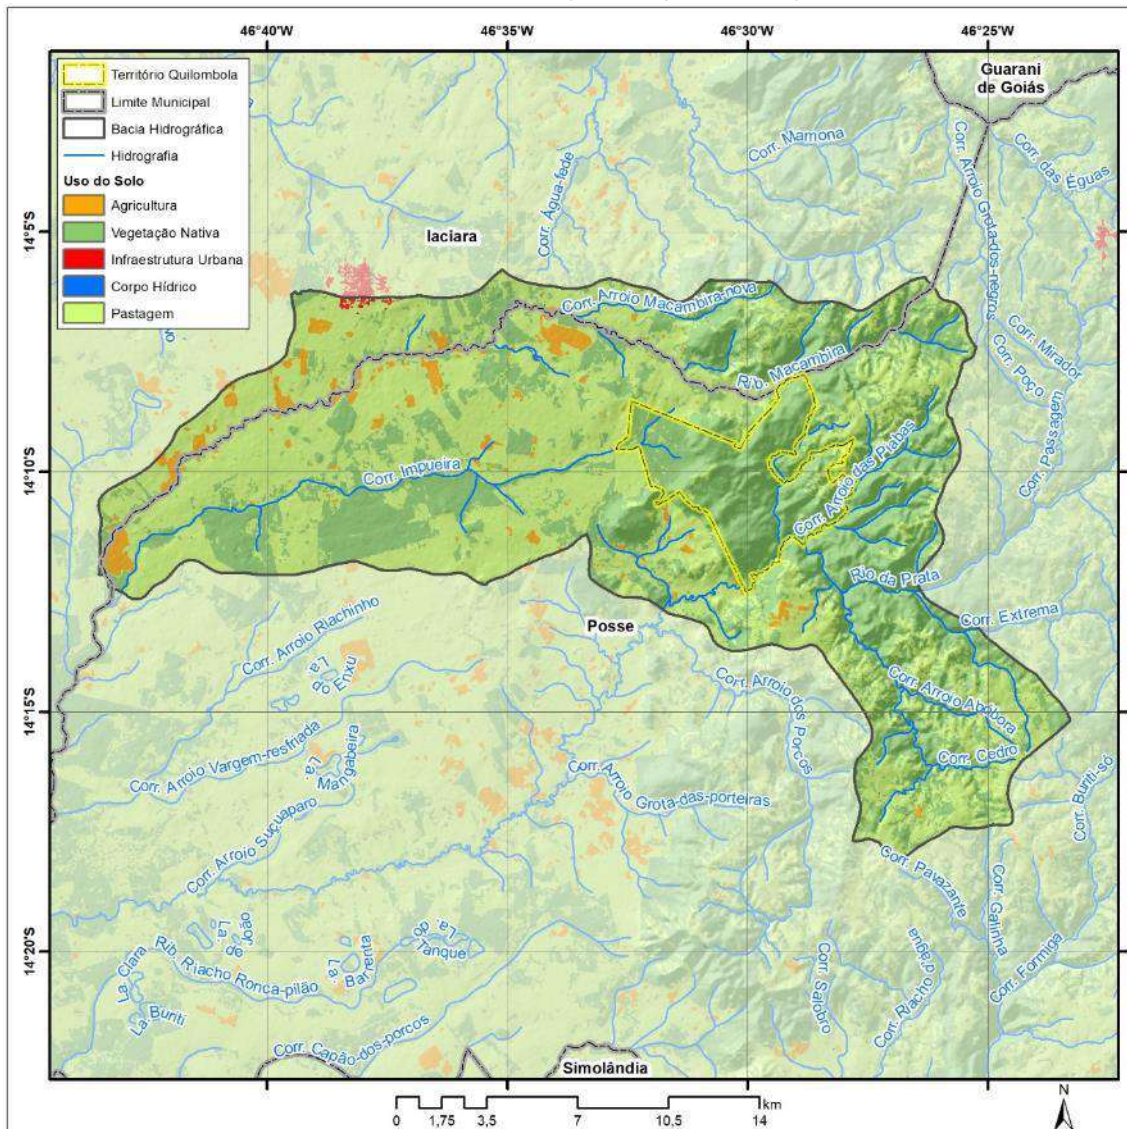 46°40'W
46°35'W
46°30'W
46°25'W
Território Quilombola
Limite Municipal
Bacia Hidrográfica
Hidrografia
Uso do Solo
Agricultura
Vegetação Nativa
Infraestrutura Urbana
Corpo Hídrico
Pastagem
Guarani
de Goiás
Corr. Mamona
Corr. Arroio Grota-dos-negros
Corr. das Éguas
Corr. Água-fede
14°5'S
Iaciara
Corr. Arroio Macambira-nova
Rib. Macambira
Corr. Mirador
Corr. Poço
Corr. Passagem
Corr. Arroio das Piabas
14°10'S
Corr. Impueira
Rio da Prata
Corr. Extrema
Posse
Corr. Arroio Riachinho
La.
do Enxu
Corr. Arroio dos Porcos
Corr. Arroio Abóbora
14°15'S
Corr. Cedro
Corr. Arroio Vargem-resfriada
La.
Mangabeira
Corr. Arroio Grota-das-porteiras
Corr. Buriti-só
Corr. Arroio Suçuaparo
Corr. Pavazante
Corr. Galinha
La.
do João
La. do
Tanque
La.
Barrenta
14°20'S
La. Clara
Rib. Riacho Ronca-pilão
La. Buriti
Corr. Salobro
Corr. Riacho d'água
Corr. Formiga
Corr. Capão-dos-porcos
Simolândia
km
0
1,75
3,5
7
10,5
14
N